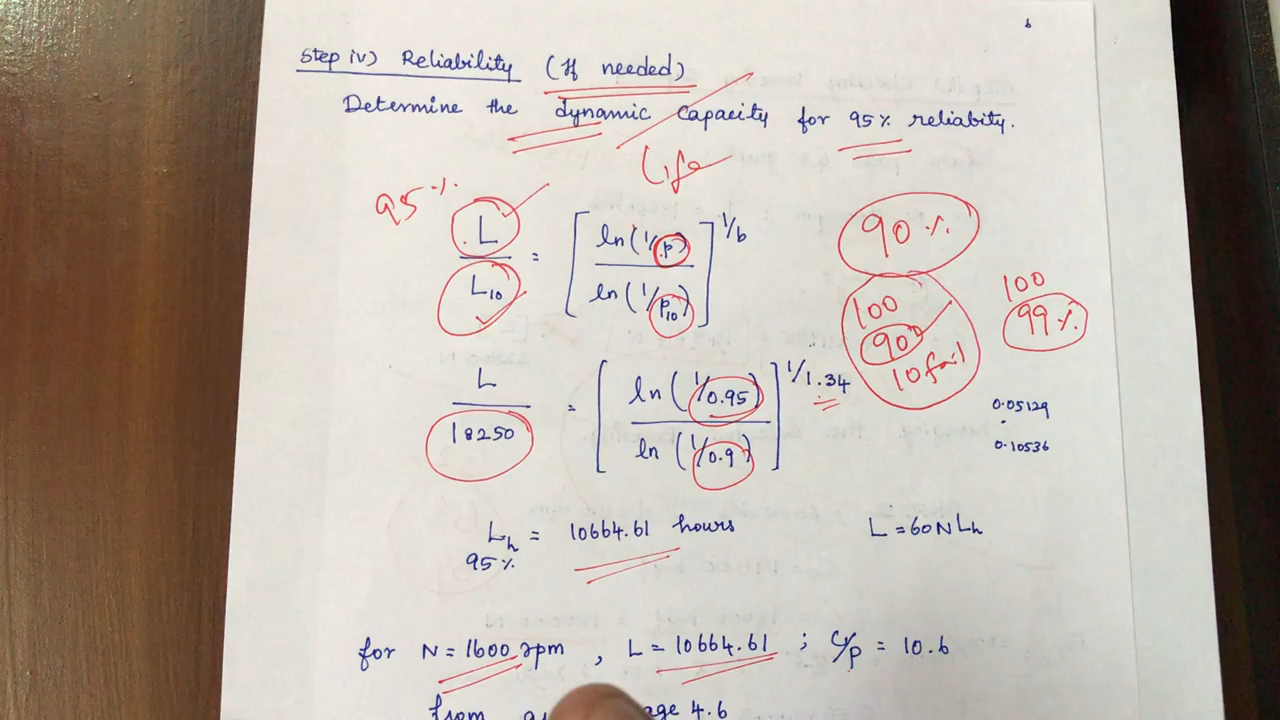 6
Step iv) Reliability (If needed)
Determine the dynamic capacity for 95% reliabity.
Life
95%
L / L10 = [ ln(1/p) / ln(1/p10) ]^1/b
90%
100
90
10 fail
100
99%
L / 18250 = [ ln(1/0.95) / ln(1/0.9) ]^1/1.34
0.05129
0.10536
Lh 95% = 10664.61 hours
L = 60NLh
for N = 1600 rpm , L = 10664.61 ; C/p = 10.6
from age 4.6